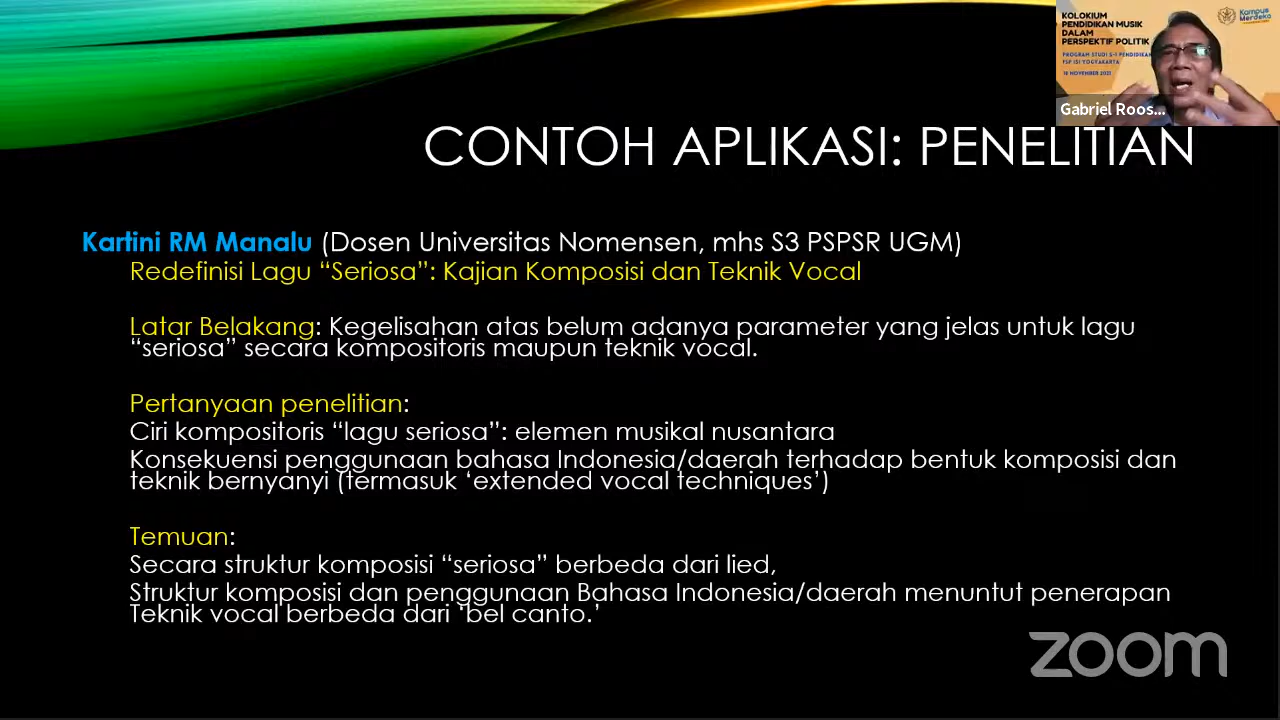 KOLOKIUM
PENDIDIKAN MUSIK
DALAM
PERSPEKTIF POLITIK
PROGRAM STUDI S-1 PENDIDIKAN
FSP ISI YOGYAKARTA
18 NOVEMBER 2021
Kampus
Merdeka
Gabriel Roos...
CONTOH APLIKASI: PENELITIAN
Kartini RM Manalu (Dosen Universitas Nomensen, mhs S3 PSPSR UGM)
Redefinisi Lagu “Seriosa”: Kajian Komposisi dan Teknik Vocal
Latar Belakang: Kegelisahan atas belum adanya parameter yang jelas untuk lagu
“seriosa” secara kompositoris maupun teknik vocal.
Pertanyaan penelitian:
Ciri kompositoris “lagu seriosa”: elemen musikal nusantara
Konsekuensi penggunaan bahasa Indonesia/daerah terhadap bentuk komposisi dan
teknik bernyanyi (termasuk ‘extended vocal techniques’)
Temuan:
Secara struktur komposisi “seriosa” berbeda dari lied,
Struktur komposisi dan penggunaan Bahasa Indonesia/daerah menuntut penerapan
Teknik vocal berbeda dari ‘bel canto.’
zoom